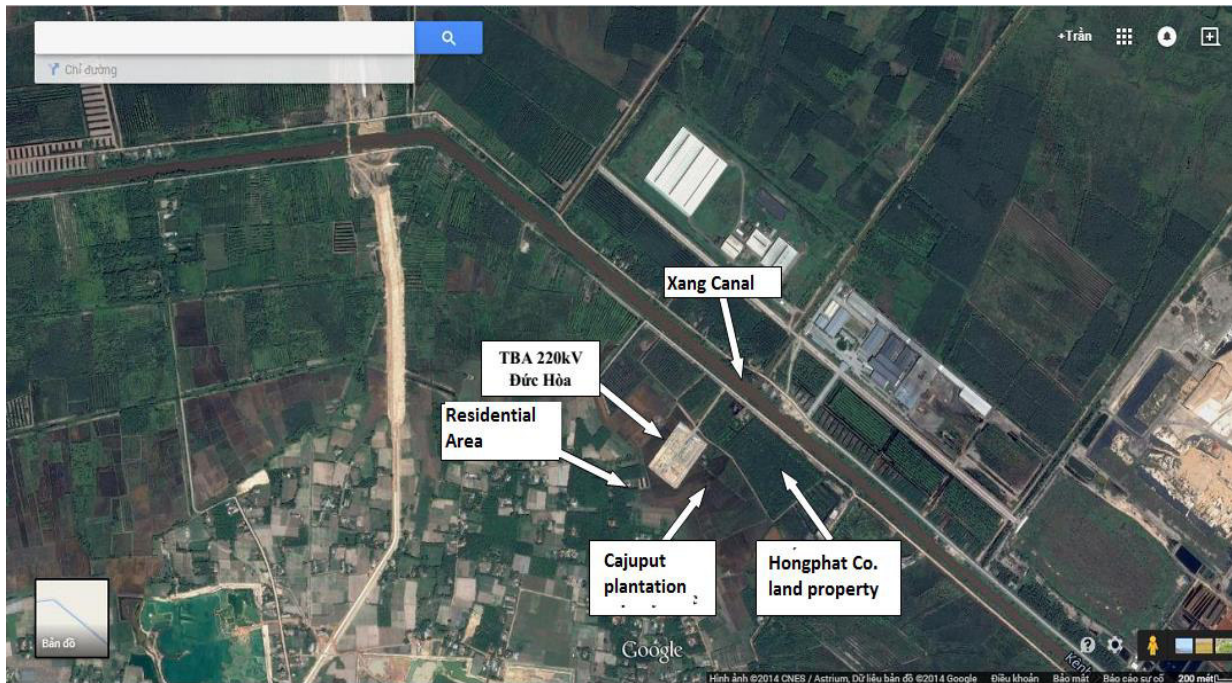 +Trần
Chỉ đường
Xang Canal
TBA 220kV
Đức Hòa
Residential
Area
Cajuput
plantation
Hongphat Co.
land property
Bản đồ
Google
Hình ảnh ©2014 CNES / Astrium, Dữ liệu bản đồ ©2014 Google Điều khoản Bảo mật Báo cáo sự cố 200 mét